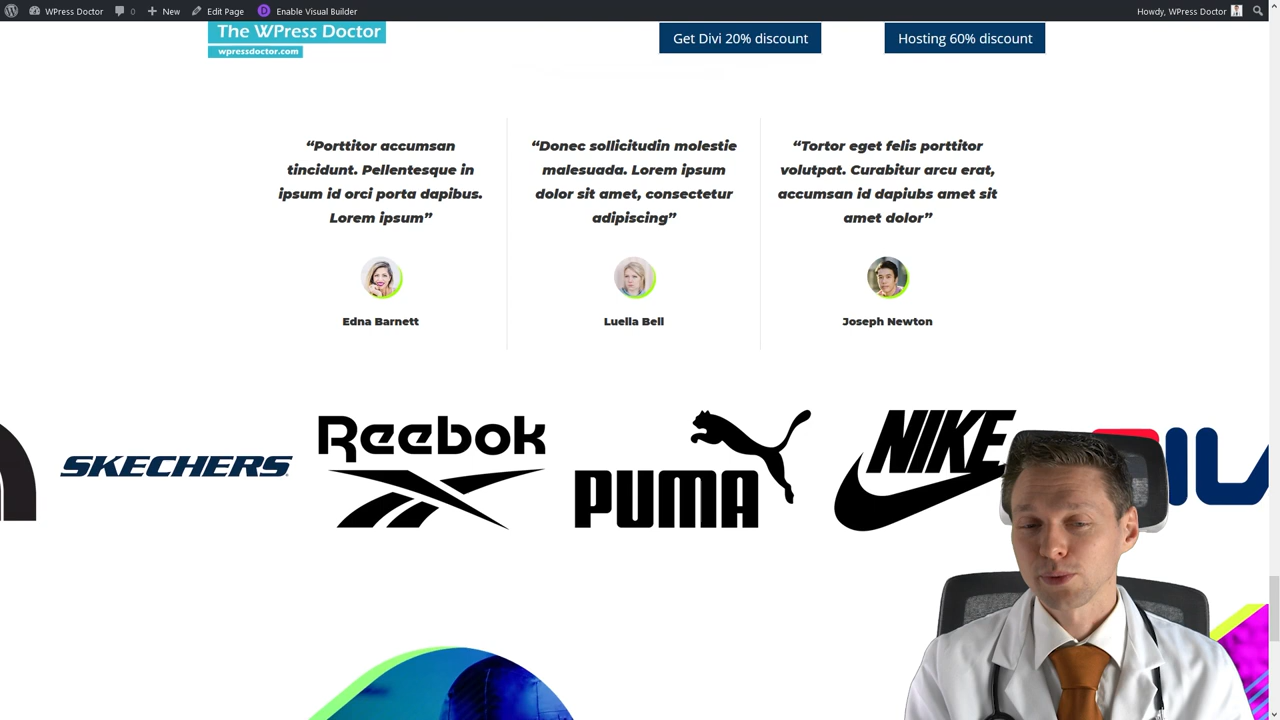 WPress Doctor
0
New
Edit Page
D
Enable Visual Builder
Howdy, WPress Doctor
The WPress Doctor
wpressdoctor.com
Get Divi 20% discount
Hosting 60% discount
“Porttitor accumsan
tincidunt. Pellentesque in
ipsum id orci porta dapibus.
Lorem ipsum”
Edna Barnett
“Donec sollicitudin molestie
malesuada. Lorem ipsum
dolor sit amet, consectetur
adipiscing”
Luella Bell
“Tortor eget felis porttitor
volutpat. Curabitur arcu erat,
accumsan id dapiubs amet sit
amet dolor”
Joseph Newton
SKECHERS
Reebok
PUMA
NIKE